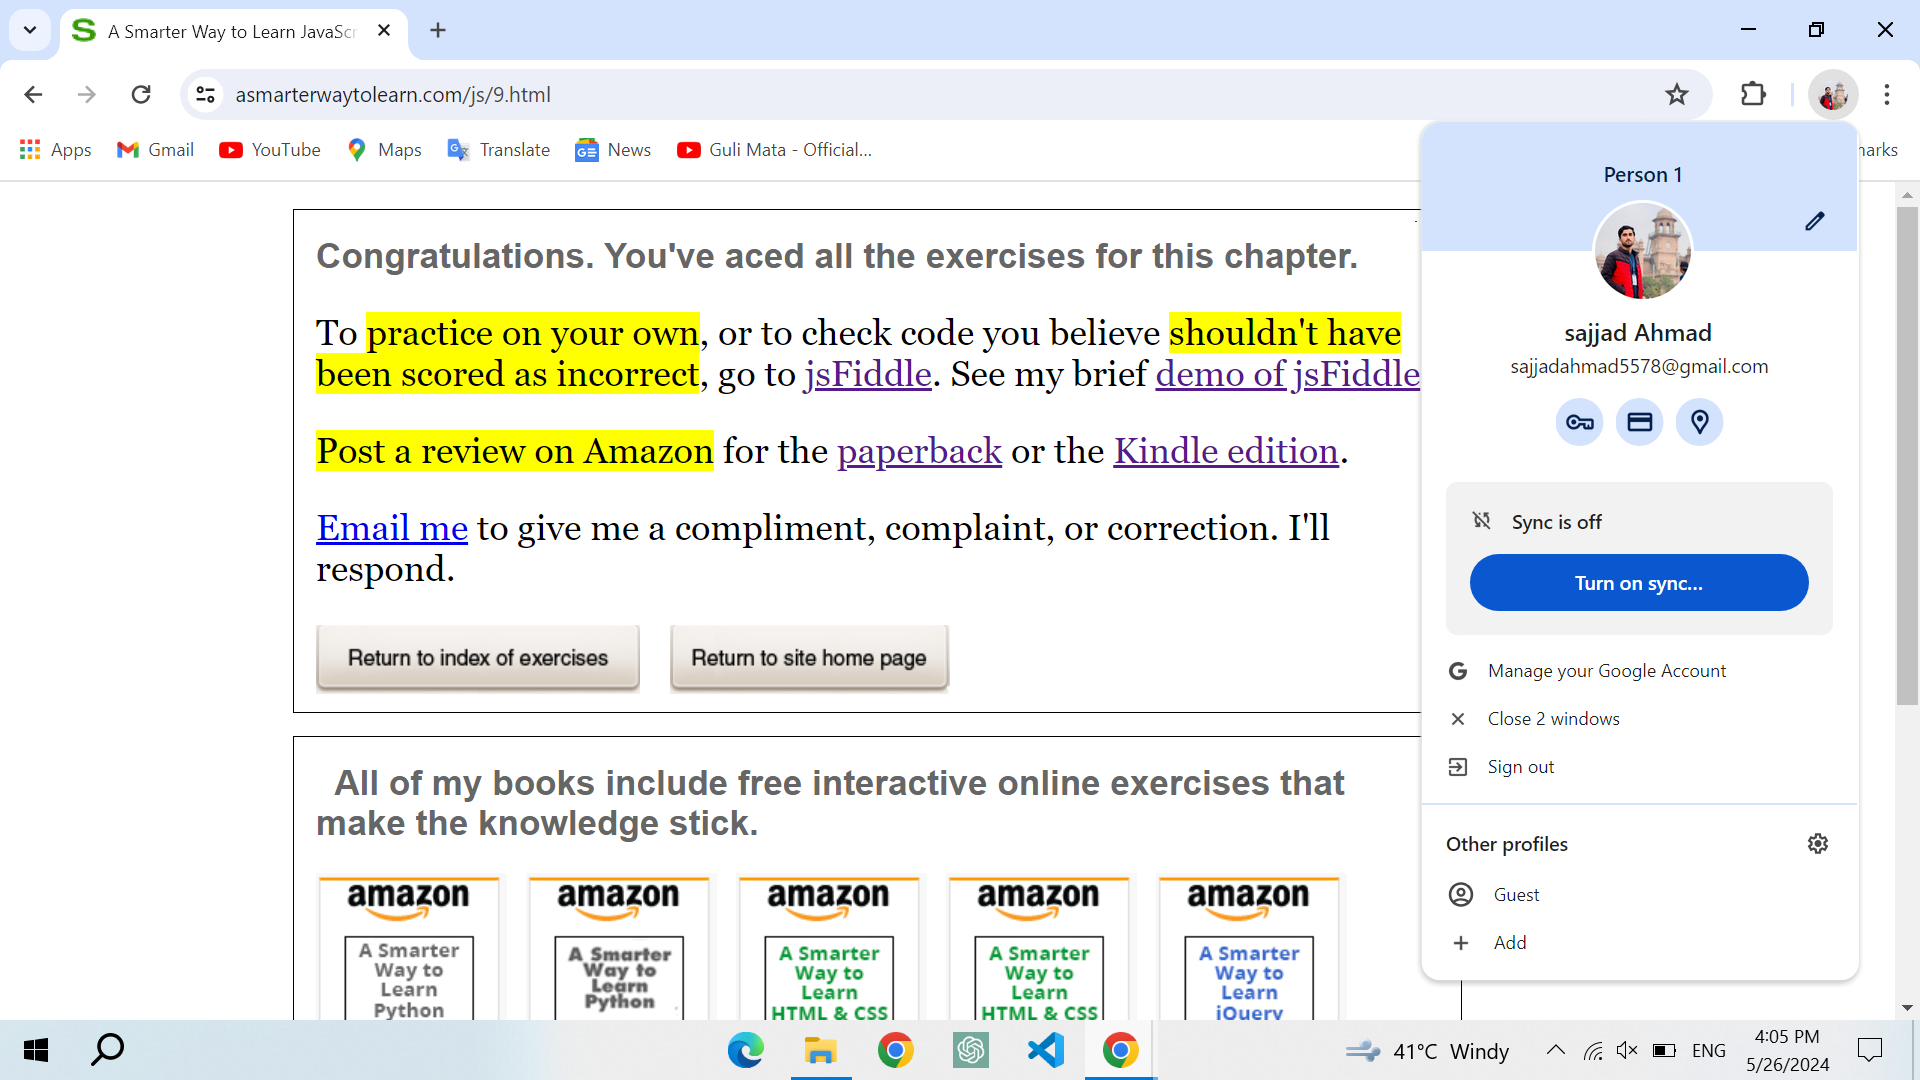 A Smarter Way to Learn JavaScr
asmarterwaytolearn.com/js/9.html
Apps Gmail YouTube Maps Translate News Guli Mata - Official... narks
Congratulations. You've aced all the exercises for this chapter.
To practice on your own, or to check code you believe shouldn't have
been scored as incorrect, go to jsFiddle. See my brief demo of jsFiddle
Post a review on Amazon for the paperback or the Kindle edition.
Email me to give me a compliment, complaint, or correction. I'll
respond.
Return to index of exercises Return to site home page
All of my books include free interactive online exercises that
make the knowledge stick.
amazon amazon amazon amazon amazon
A Smarter
Way to
Learn
Python
A Smarter
Way to
Learn
Python
A Smarter
Way to
Learn
HTML & CSS
A Smarter
Way to
Learn
HTML & CSS
A Smarter
Way to
Learn
jQuery
Person 1
sajjad Ahmad
sajjadahmad5578@gmail.com
Sync is off
Turn on sync...
Manage your Google Account
Close 2 windows
Sign out
Other profiles
Guest
Add
41°C Windy
ENG
4:05 PM
5/26/2024